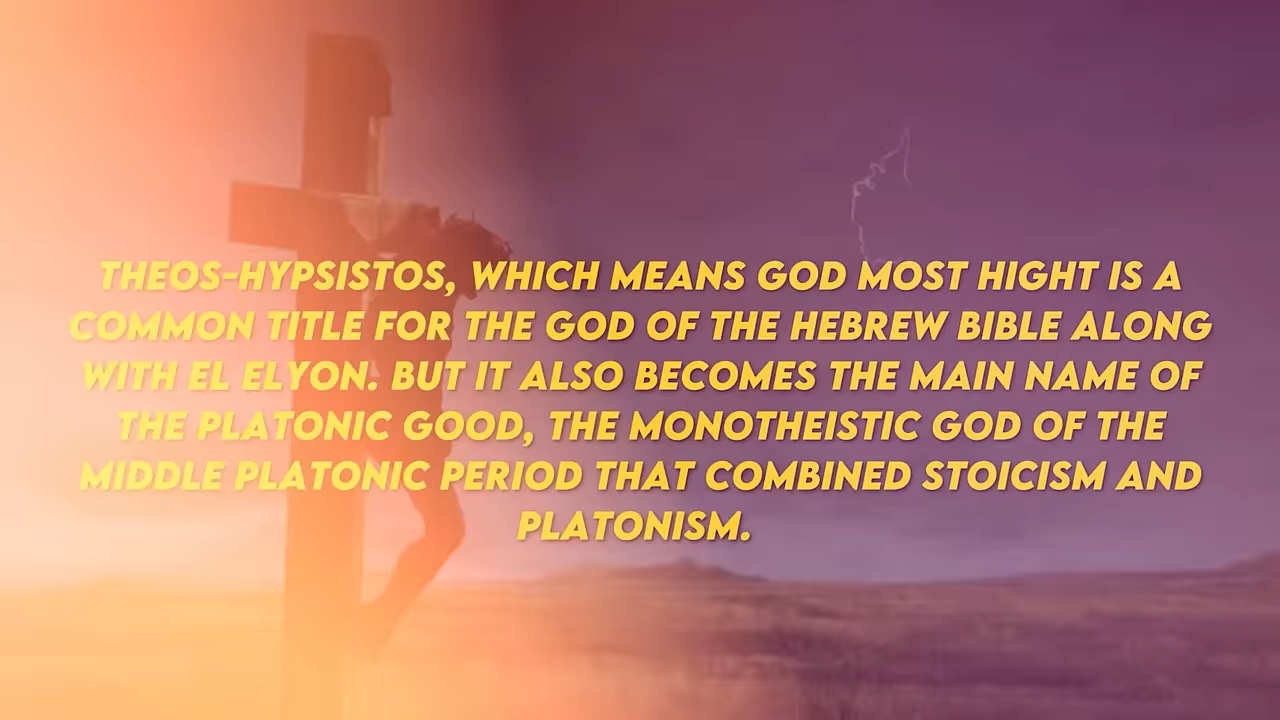 THEOS-HYPSISTOS, WHICH MEANS GOD MOST HIGHT IS A
COMMON TITLE FOR THE GOD OF THE HEBREW BIBLE ALONG
WITH EL ELYON. BUT IT ALSO BECOMES THE MAIN NAME OF
THE PLATONIC GOOD, THE MONOTHEISTIC GOD OF THE
MIDDLE PLATONIC PERIOD THAT COMBINED STOICISM AND
PLATONISM.